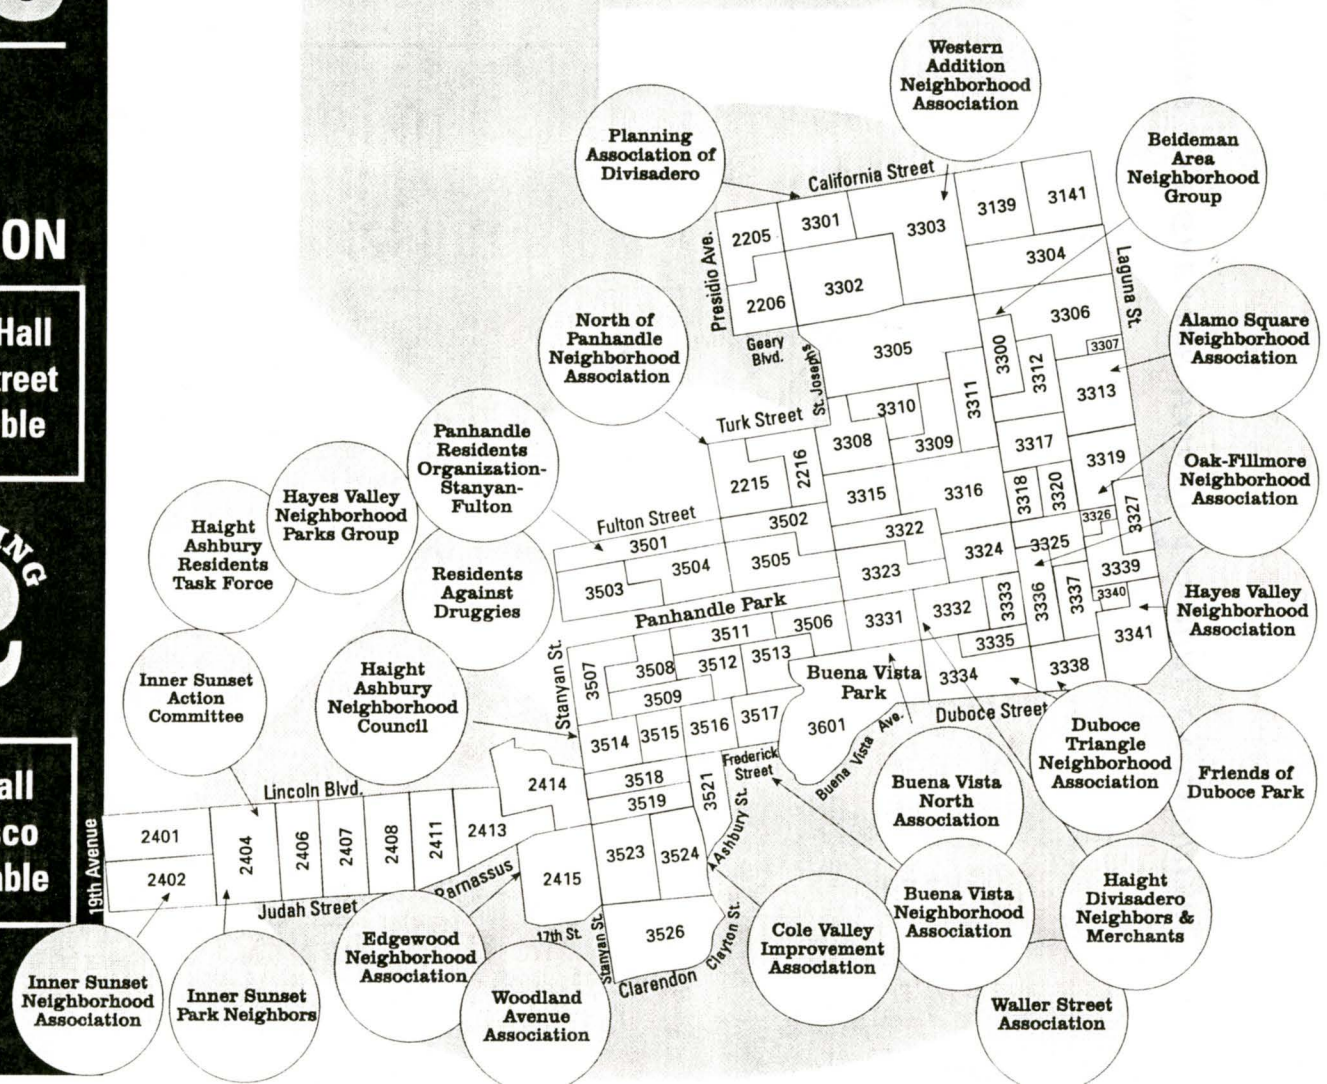 ON
Hall
treet
ble
ING
all
sco
able
Western
Addition
Neighborhood
Association
Planning
Association of
Divisadero
Beideman
Area
Neighborhood
Group
North of
Panhandle
Neighborhood
Association
Alamo Square
Neighborhood
Association
Panhandle
Residents
Organization-
Stanyan-
Fulton
Oak-Fillmore
Neighborhood
Association
Hayes Valley
Neighborhood
Parks Group
Haight
Ashbury
Residents
Task Force
Residents
Against
Druggies
Hayes Valley
Neighborhood
Association
Inner Sunset
Action
Committee
Haight
Ashbury
Neighborhood
Council
Duboce
Triangle
Neighborhood
Association
Friends of
Duboce Park
Buena Vista
North
Association
Buena Vista
Neighborhood
Association
Haight
Divisadero
Neighbors &
Merchants
Cole Valley
Improvement
Association
Edgewood
Neighborhood
Association
Woodland
Avenue
Association
Waller Street
Association
Inner Sunset
Neighborhood
Association
Inner Sunset
Park Neighbors
California Street
Presidio Ave.
Laguna St.
Geary
Blvd.
St. Josephs
Turk Street
Fulton Street
Panhandle Park
Stanyan St.
Buena Vista
Park
Duboce Street
Buena Vista Ave.
Frederick
Street
Ashbury St.
Lincoln Blvd.
19th Avenue
Judah Street
Parnassus
17th St.
Stanyan St.
Clarendon
Clayton St.
2205
3301
3303
3139
3141
3304
2206
3302
3306
3305
3300
3307
3312
3313
3311
3310
3308
3309
3317
3319
2215
2216
3315
3316
3318
3320
3326
3327
3501
3502
3322
3325
3503
3504
3505
3323
3324
3339
3340
3333
3336
3337
3341
3331
3332
3335
3334
3338
3511
3506
3507
3508
3512
3513
3509
3514
3515
3516
3517
3601
3518
3519
3521
2414
2401
2402
2404
2406
2407
2408
2411
2413
2415
3523
3524
3526